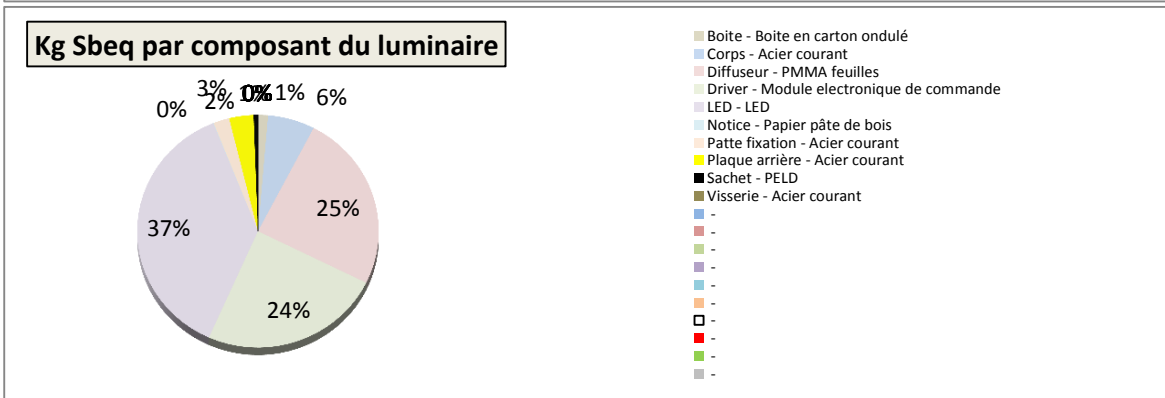 Kg Sbeq par composant du luminaire
3%
0%
2%
0%
1%
6%
25%
37%
24%
Boite - Boite en carton ondulé
Corps - Acier courant
Diffuseur - PMMA feuilles
Driver - Module electronique de commande
LED - LED
Notice - Papier pâte de bois
Patte fixation - Acier courant
Plaque arrière - Acier courant
Sachet - PELD
Visserie - Acier courant
-
-
-
-
-
-
-
-
-
-